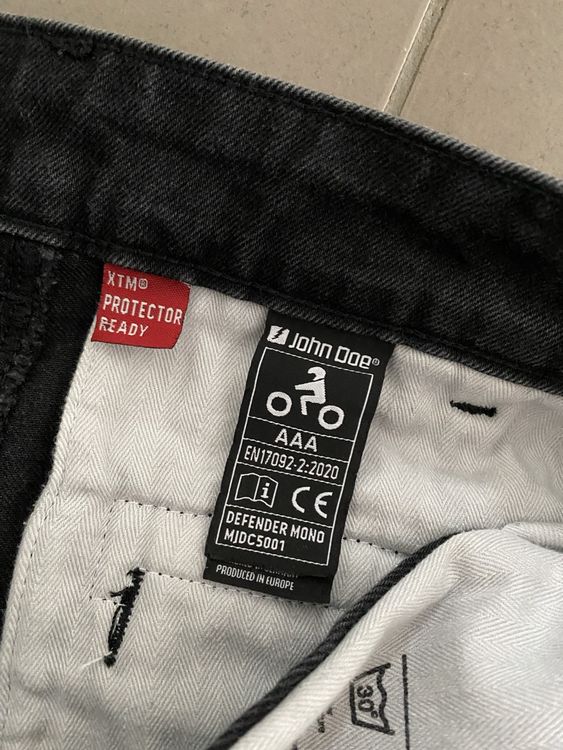 XTM®
PROTECTOR
READY
John Doe®
AAA
EN17092-2:2020
i
CE
DEFENDER MONO
MJDC5001
PRODUCED IN EUROPE
30°